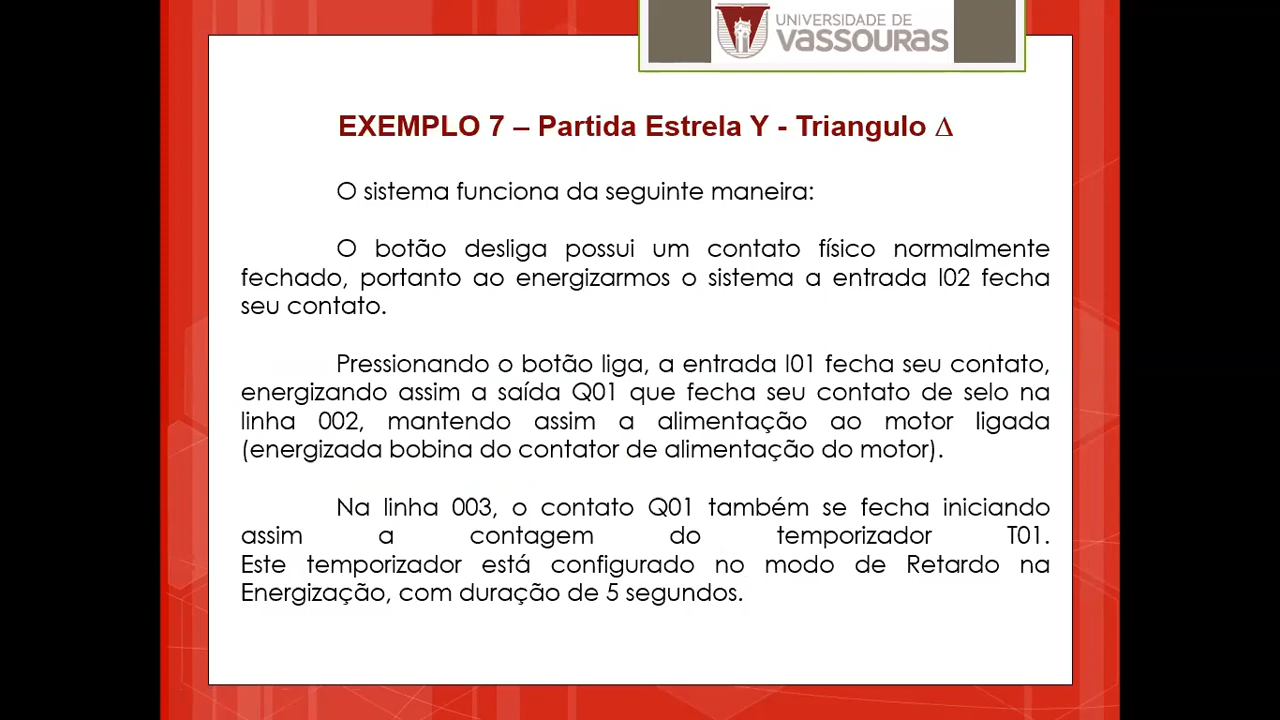 UNIVERSIDADE DE
VASSOURAS
EXEMPLO 7 – Partida Estrela Y - Triangulo Δ
O sistema funciona da seguinte maneira:
O botão desliga possui um contato físico normalmente
fechado, portanto ao energizarmos o sistema a entrada I02 fecha
seu contato.
Pressionando o botão liga, a entrada I01 fecha seu contato,
energizando assim a saída Q01 que fecha seu contato de selo na
linha 002, mantendo assim a alimentação ao motor ligada
(energizada bobina do contator de alimentação do motor).
Na linha 003, o contato Q01 também se fecha iniciando
assim a contagem do temporizador T01.
Este temporizador está configurado no modo de Retardo na
Energização, com duração de 5 segundos.